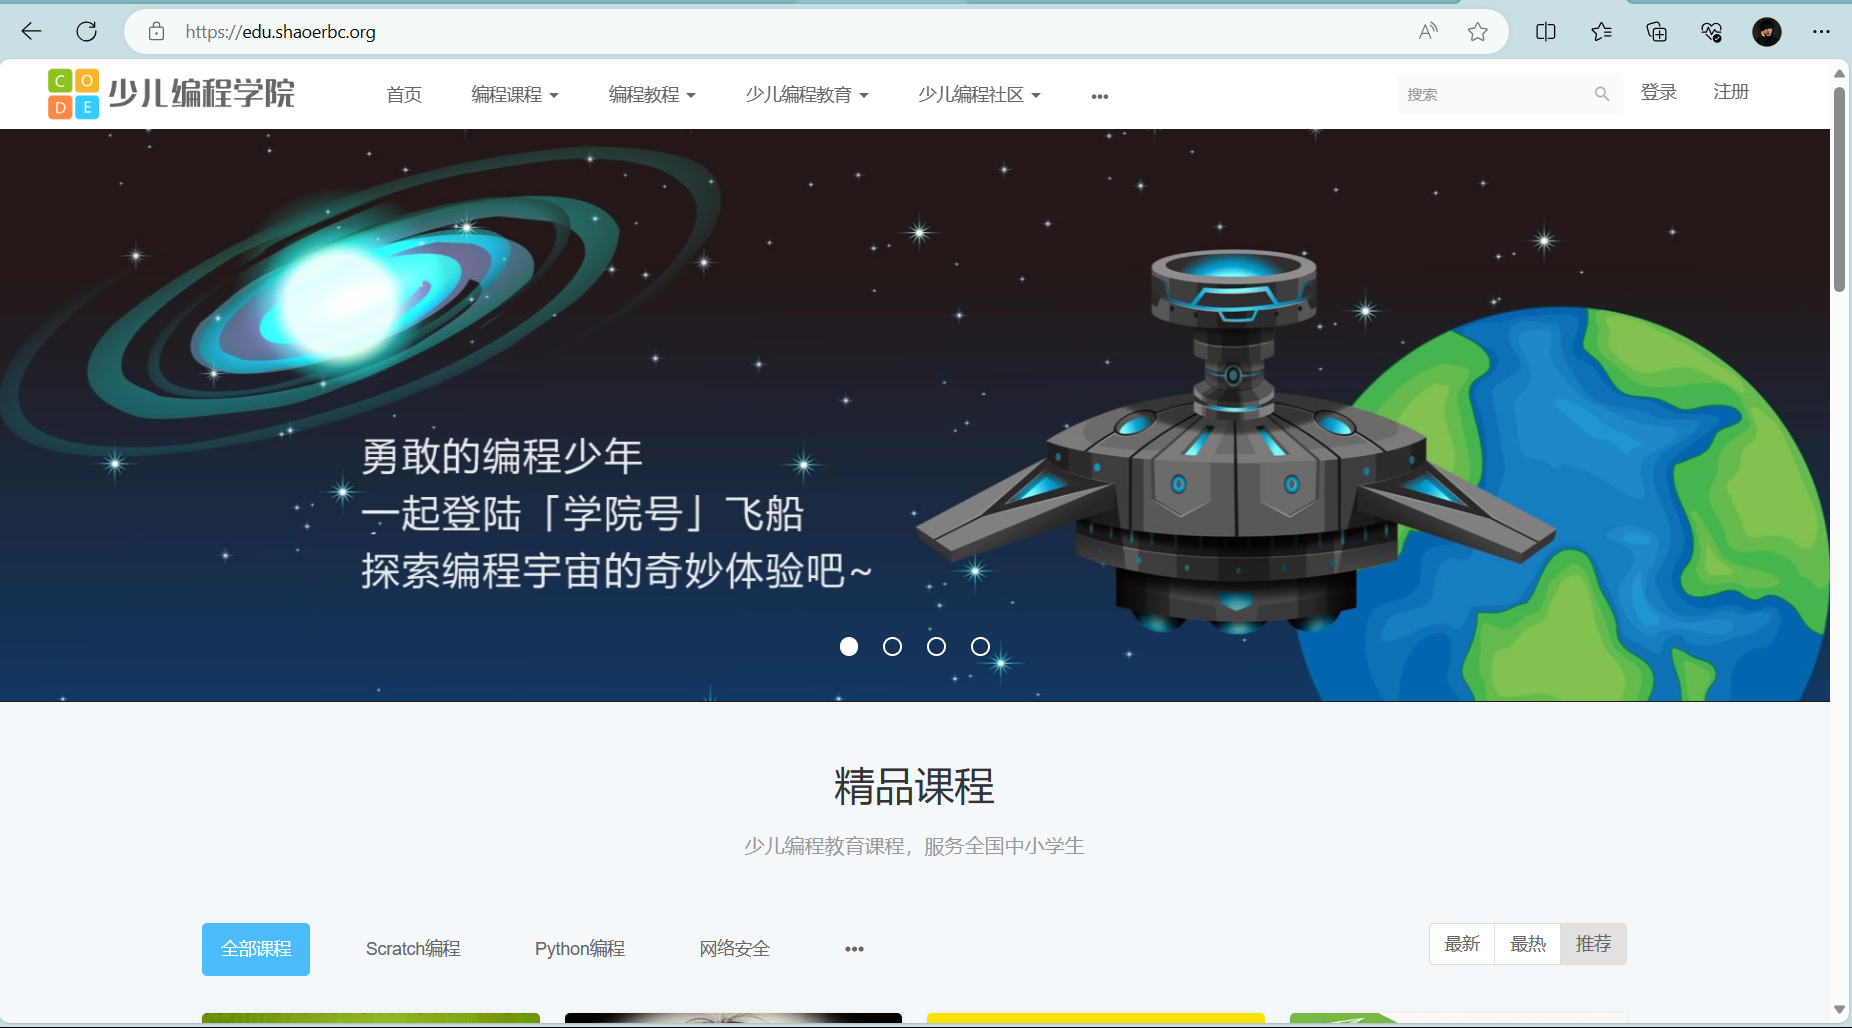 https://edu.shaoerbc.org
CODE 少儿编程学院 首页 编程课程 编程教程 少儿编程教育 少儿编程社区 ••• 搜索 登录 注册
勇敢的编程少年
一起登陆「学院号」飞船
探索编程宇宙的奇妙体验吧~
精品课程
少儿编程教育课程，服务全国中小学生
全部课程 Scratch编程 Python编程 网络安全 ••• 最新 最热 推荐